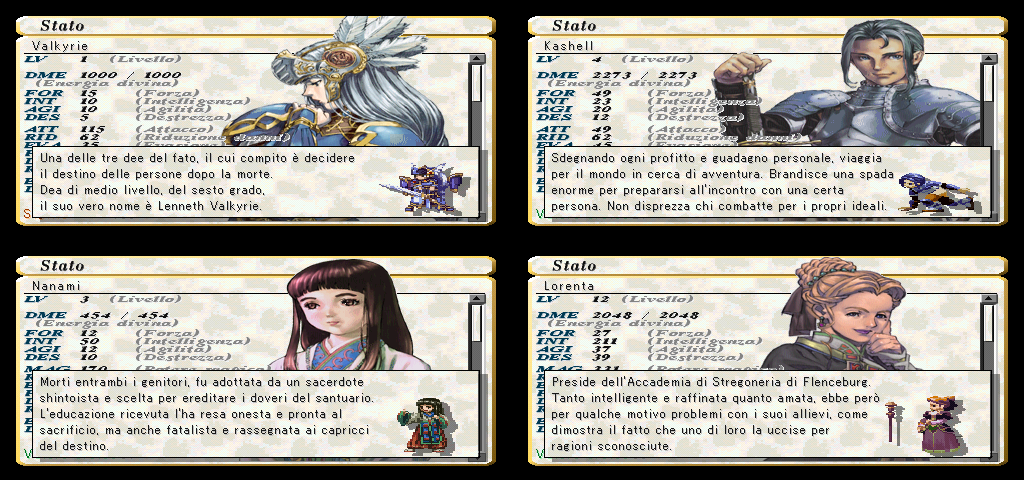 Stato
Valkyrie
LV 1 (Livello)
DME 1000 / 1000
(Energia divina)
FOR 15 (Forza)
INT 10 (Intelligenza)
AGI 10 (Agilità)
DES 5 (Destrezza)
ATT 115 (Attacco)
RID 62 (Riduzione danni)
Una delle tre dee del fato, il cui compito è decidere
il destino delle persone dopo la morte.
Dea di medio livello, del sesto grado,
il suo vero nome è Lenneth Valkyrie.
Stato
Kashell
LV 4 (Livello)
DME 2273 / 2273
(Energia divina)
FOR 49 (Forza)
INT 23 (Intelligenza)
AGI 20 (Agilità)
DES 12 (Destrezza)
ATT 49 (Attacco)
RID 62 (Riduzione danni)
Sdegnando ogni profitto e guadagno personale, viaggia
per il mondo in cerca di avventura. Brandisce una spada
enorme per prepararsi all'incontro con una certa
persona. Non disprezza chi combatte per i propri ideali.
Stato
Nanami
LV 3 (Livello)
DME 454 / 454
(Energia divina)
FOR 12 (Forza)
INT 50 (Intelligenza)
AGI 12 (Agilità)
DES 10 (Destrezza)
Morti entrambi i genitori, fu adottata da un sacerdote
shintoista e scelta per ereditare i doveri del santuario.
L'educazione ricevuta l'ha resa onesta e pronta al
sacrificio, ma anche fatalista e rassegnata ai capricci
del destino.
Stato
Lorenta
LV 12 (Livello)
DME 2048 / 2048
(Energia divina)
FOR 27 (Forza)
INT 211 (Intelligenza)
AGI 37 (Agilità)
DES 39 (Destrezza)
Preside dell'Accademia di Stregoneria di Flenceburg.
Tanto intelligente e raffinata quanto amata, ebbe però
per qualche motivo problemi con i suoi allievi, come
dimostra il fatto che uno di loro la uccise per
ragioni sconosciute.